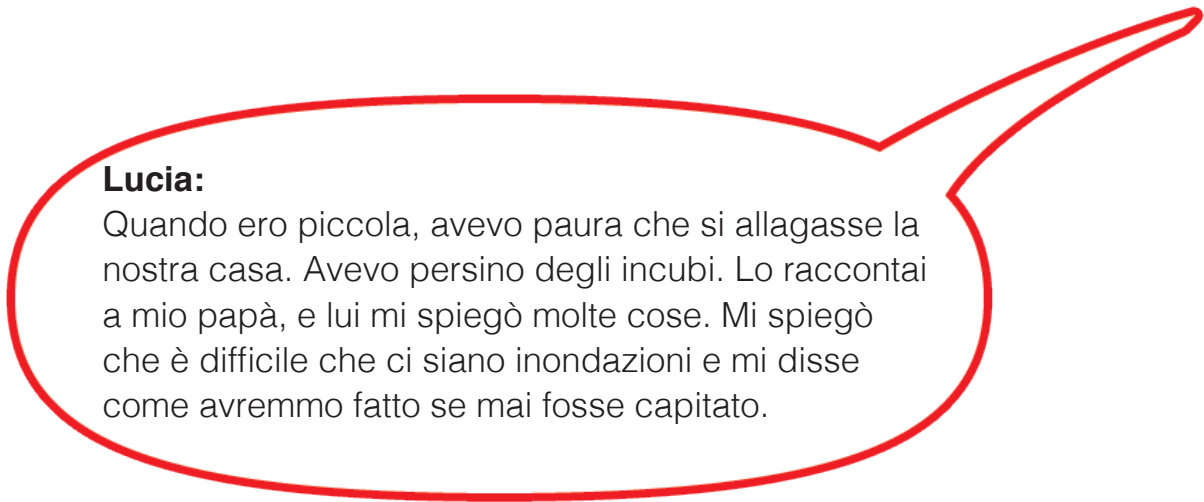 Lucia:
Quando ero piccola, avevo paura che si allagasse la
nostra casa. Avevo persino degli incubi. Lo raccontai
a mio papà, e lui mi spiegò molte cose. Mi spiegò
che è difficile che ci siano inondazioni e mi disse
come avremmo fatto se mai fosse capitato.